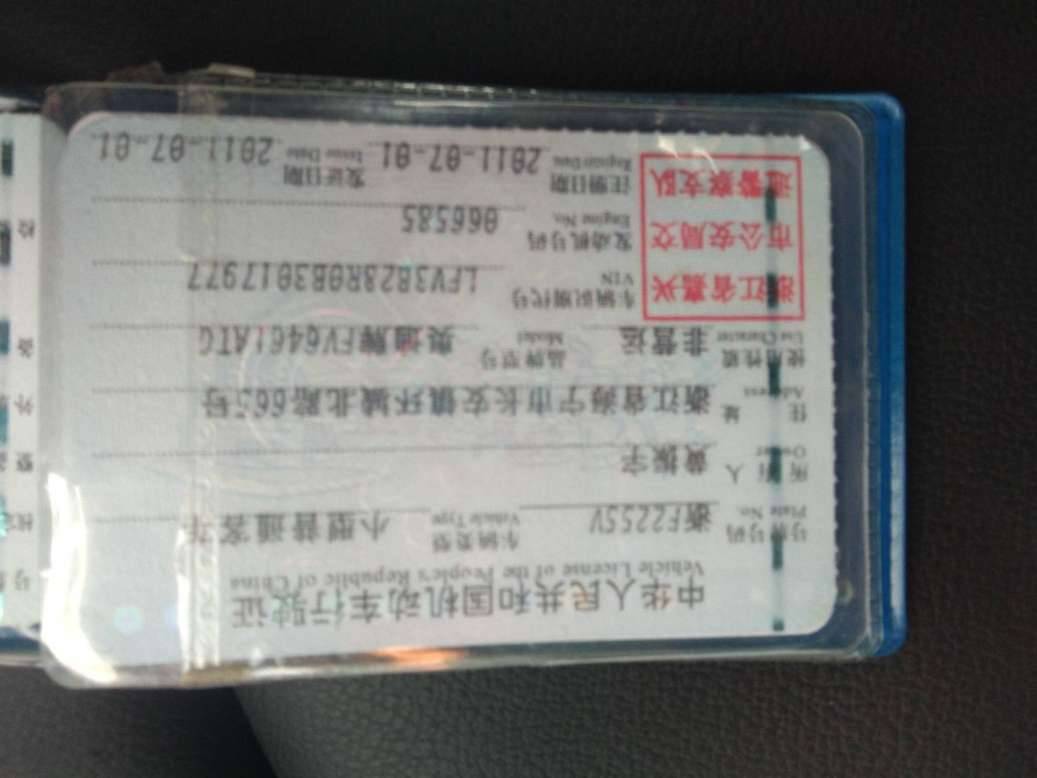 中华人民共和国机动车行驶证
Vehicle License of the People's Republic of China
号牌号码 浙F2255V 车辆类型 小型普通客车
Plate No. Vehicle Type
所有人 黄振宇
Owner
住址 浙江省海宁市长安镇环城北路665号
Address
使用性质 非营运 品牌型号 奥迪牌FV6461ATG
Use Character Model
浙江省嘉兴
市公安局交
通警察支队
车辆识别代号 LFV3B28R0B3017977
VIN
发动机号码 066585
Engine No.
注册日期 2011-07-01 发证日期 2011-07-01
Register Date Issue Date